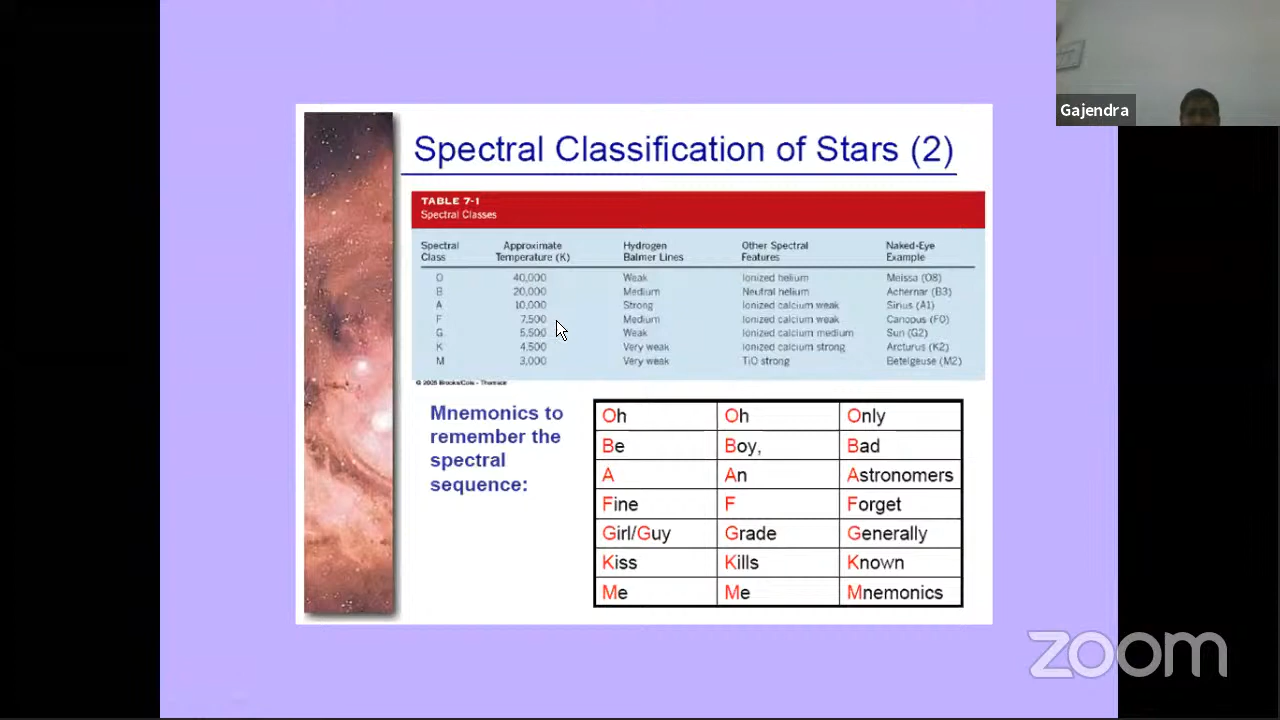 Gajendra
Spectral Classification of Stars (2)
TABLE 7-1
Spectral Classes
Spectral Class Approximate Temperature (K) Hydrogen Balmer Lines Other Spectral Features Naked-Eye Example
O 40,000 Weak Ionized helium Meissa (O8)
B 20,000 Medium Neutral helium Achernar (B3)
A 10,000 Strong Ionized calcium weak Sirius (A1)
F 7,500 Medium Ionized calcium weak Canopus (F0)
G 5,500 Weak Ionized calcium medium Sun (G2)
K 4,500 Very weak Ionized calcium strong Arcturus (K2)
M 3,000 Very weak TiO strong Betelgeuse (M2)
© 2005 Brooks/Cole - Thomson
Mnemonics to
remember the
spectral
sequence:
Oh Oh Only
Be Boy, Bad
A An Astronomers
Fine F Forget
Girl/Guy Grade Generally
Kiss Kills Known
Me Me Mnemonics
zoom